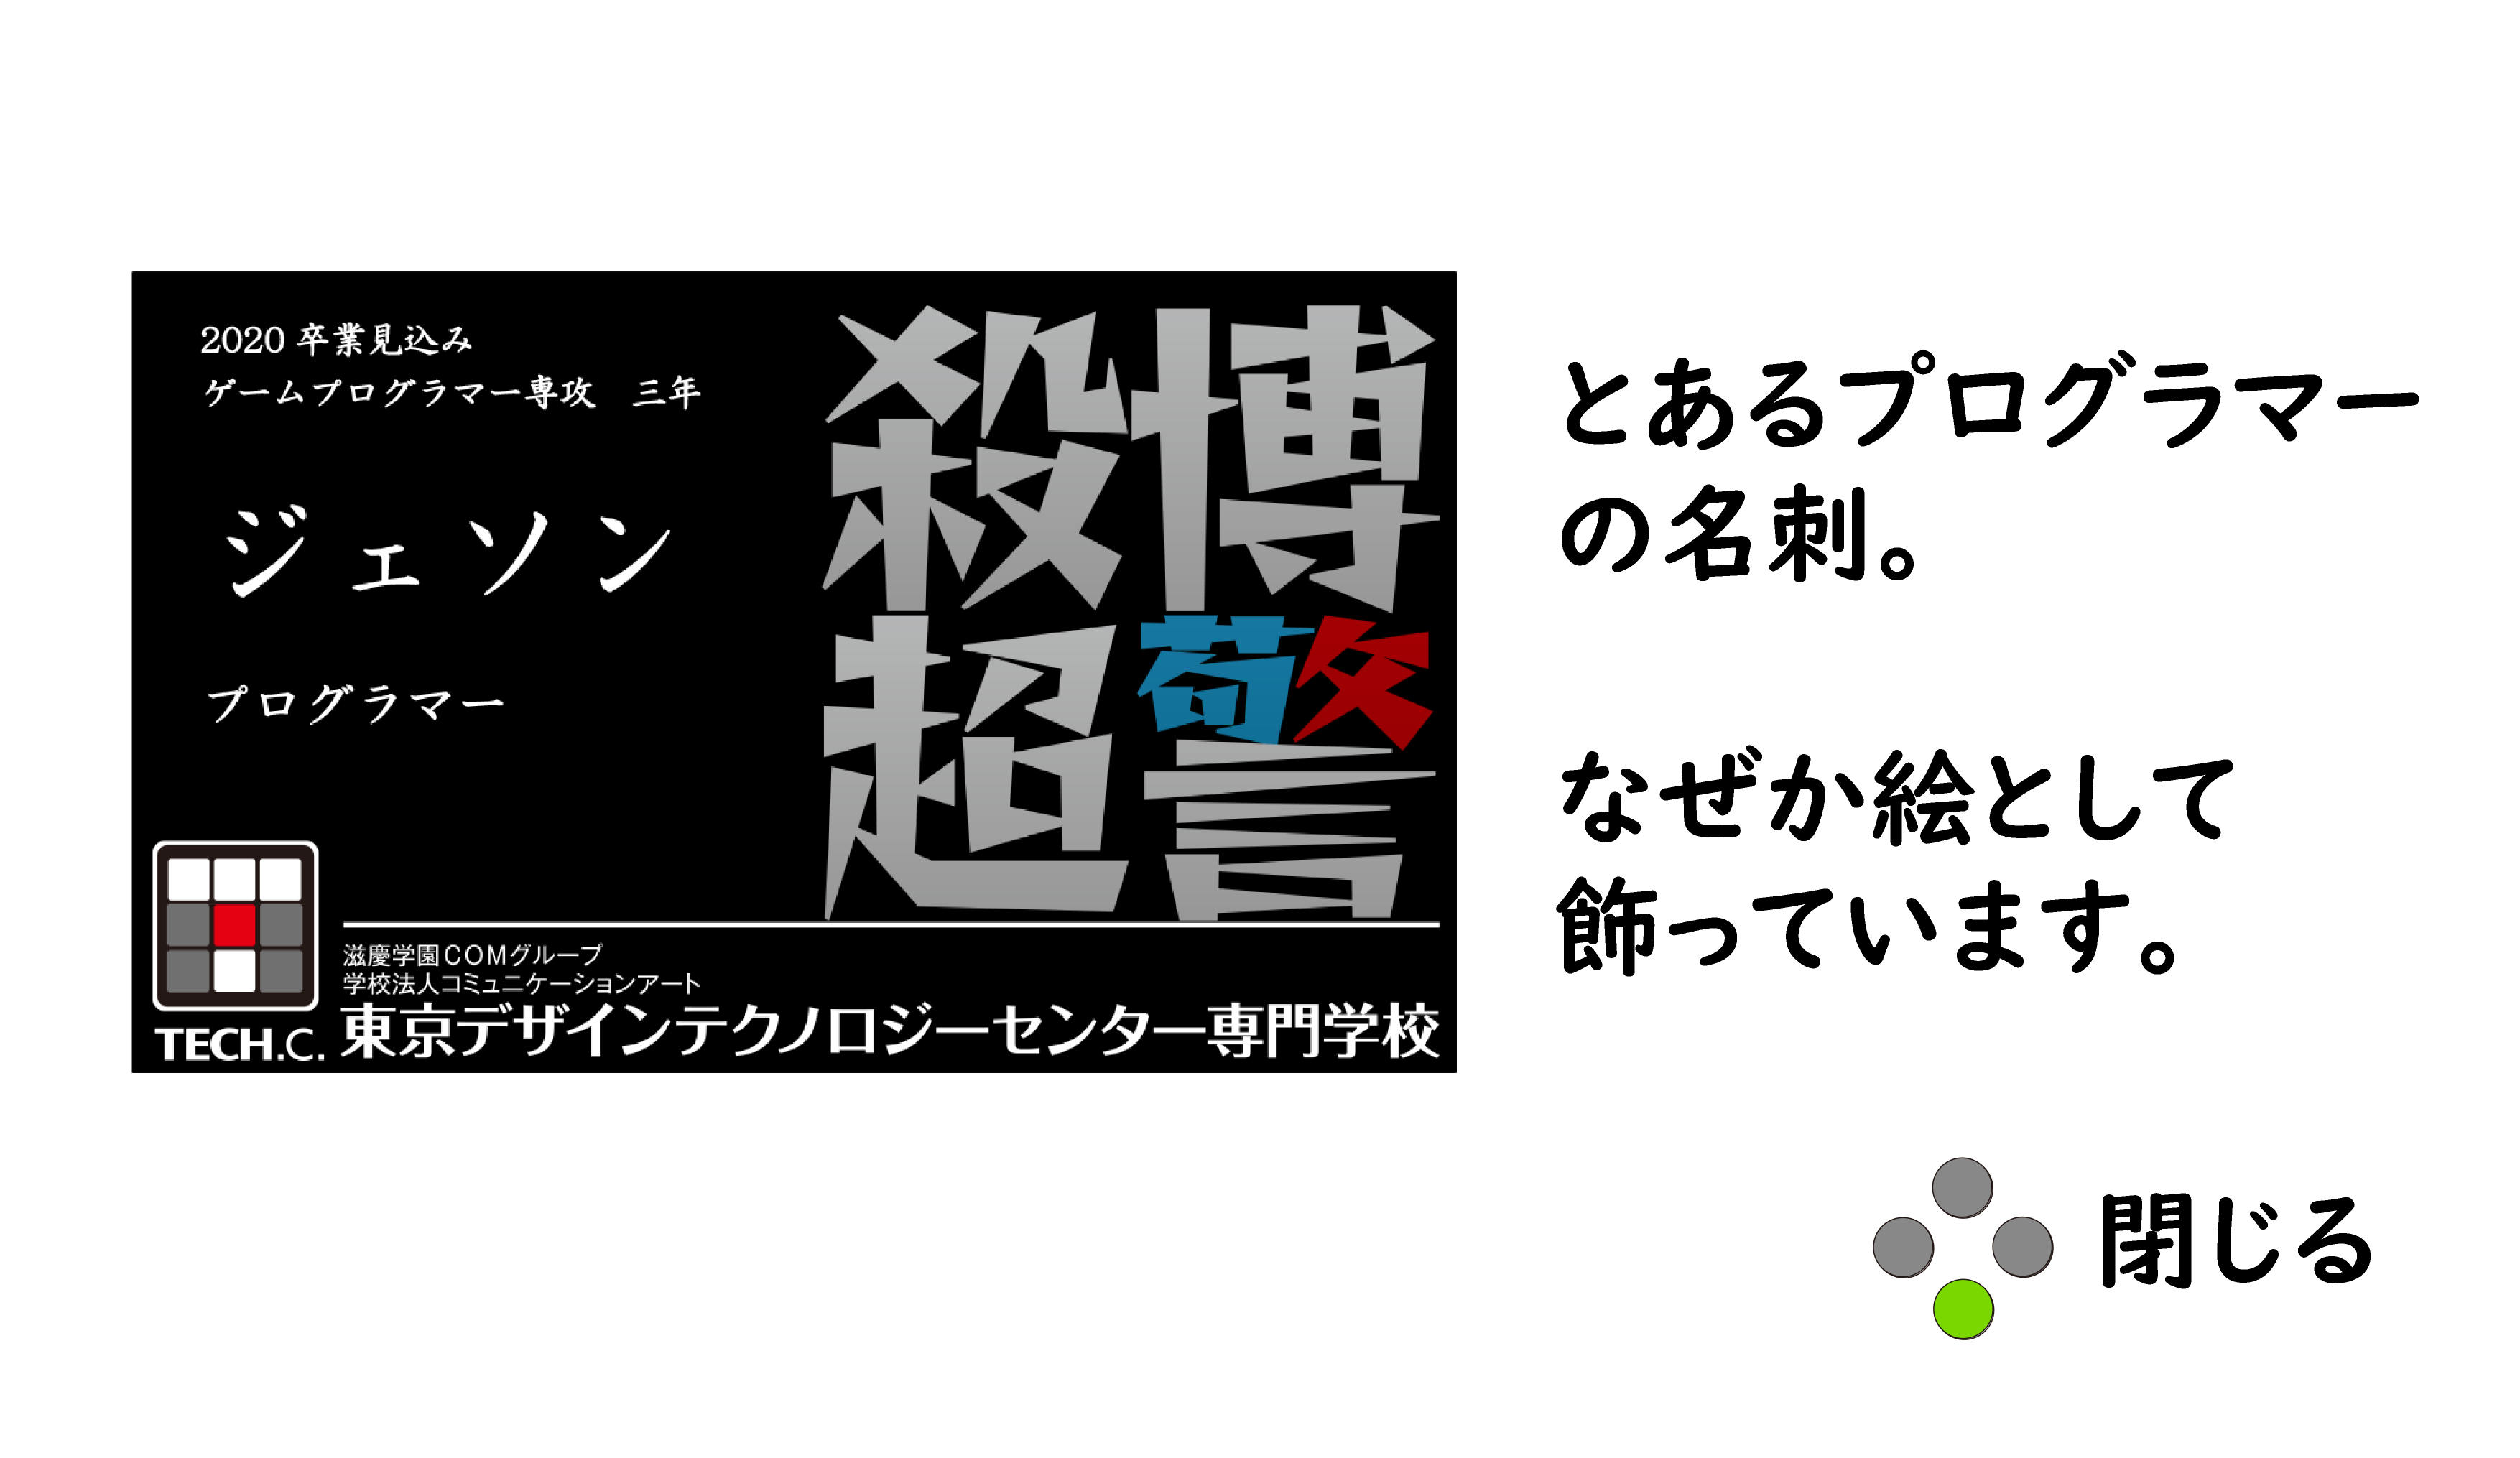 2020 卒業見込み
ゲームプログラマー専攻　三年
ジェソン
プログラマー
殺博
超警
TECH.C.
滋慶学園COMグループ
学校法人コミュニケーションアート
東京デザインテクノロジーセンター専門学校
とあるプログラマー
の名刺。
なぜか絵として
飾っています。
閉じる